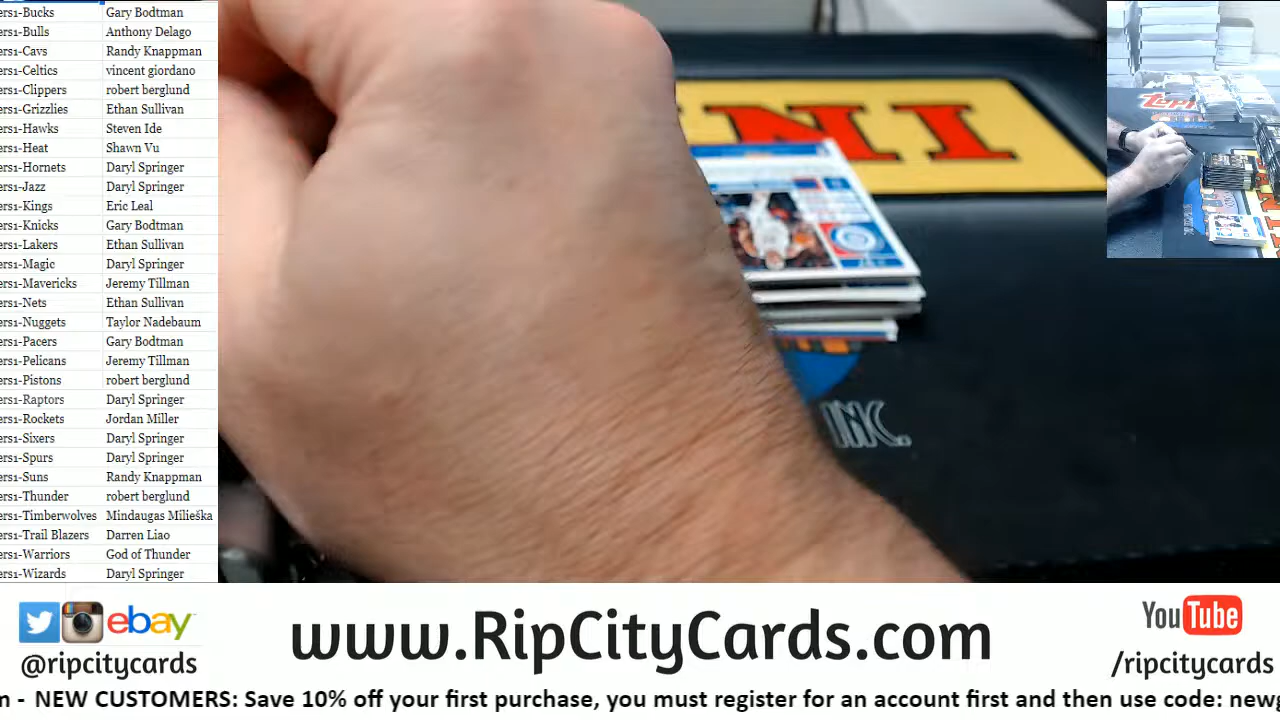 ers1-Bucks Gary Bodtman
ers1-Bulls Anthony Delago
ers1-Cavs Randy Knappman
ers1-Celtics vincent giordano
ers1-Clippers robert berglund
ers1-Grizzlies Ethan Sullivan
ers1-Hawks Steven Ide
ers1-Heat Shawn Vu
ers1-Hornets Daryl Springer
ers1-Jazz Daryl Springer
ers1-Kings Eric Leal
ers1-Knicks Gary Bodtman
ers1-Lakers Ethan Sullivan
ers1-Magic Daryl Springer
ers1-Mavericks Jeremy Tillman
ers1-Nets Ethan Sullivan
ers1-Nuggets Taylor Nadebaum
ers1-Pacers Gary Bodtman
ers1-Pelicans Jeremy Tillman
ers1-Pistons robert berglund
ers1-Raptors Daryl Springer
ers1-Rockets Jordan Miller
ers1-Sixers Daryl Springer
ers1-Spurs Daryl Springer
ers1-Suns Randy Knappman
ers1-Thunder robert berglund
ers1-Timberwolves Mindaugas Milieška
ers1-Trail Blazers Darren Liao
ers1-Warriors God of Thunder
ers1-Wizards Daryl Springer
NINI
INC.
ebay
@ripcitycards
www.RipCityCards.com
YouTube
/ripcitycards
m - NEW CUSTOMERS: Save 10% off your first purchase, you must register for an account first and then use code: newg